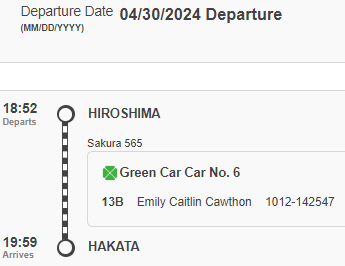 Departure Date 04/30/2024 Departure
(MM/DD/YYYY)
18:52 HIROSHIMA
Departs
Sakura 565
Green Car Car No. 6
13B Emily Caitlin Cawthon 1012-142547
19:59 HAKATA
Arrives